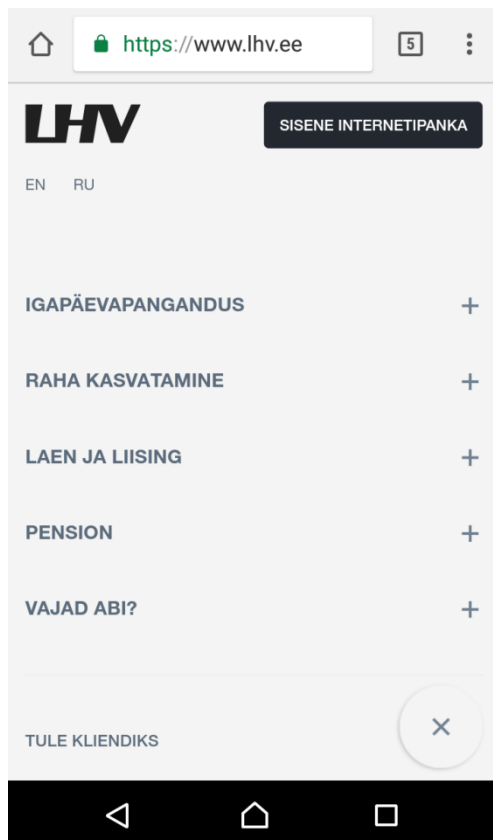 https://www.lhv.ee
5
LHV
SISENE INTERNETIPANKA
EN RU
IGAPÄEVAPANGANDUS
RAHA KASVATAMINE
LAEN JA LIISING
PENSION
VAJAD ABI?
TULE KLIENDIKS